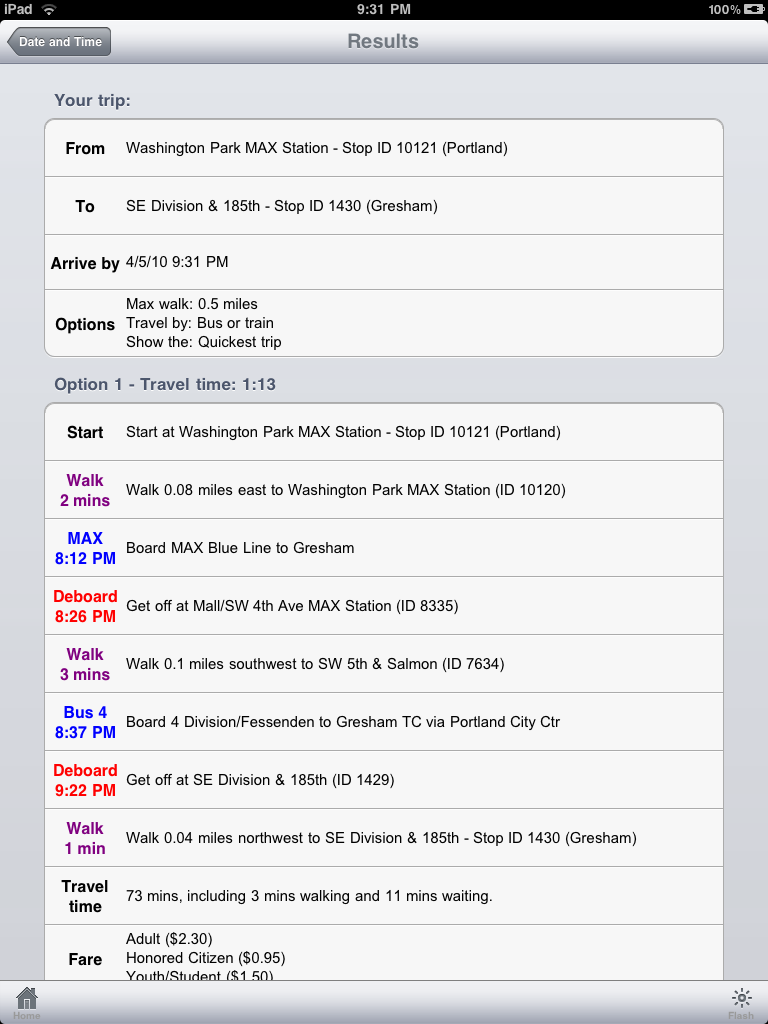 iPad 9:31 PM 100%
Date and Time
Results
Your trip:
From Washington Park MAX Station - Stop ID 10121 (Portland)
To SE Division & 185th - Stop ID 1430 (Gresham)
Arrive by 4/5/10 9:31 PM
Options
Max walk: 0.5 miles
Travel by: Bus or train
Show the: Quickest trip
Option 1 - Travel time: 1:13
Start Start at Washington Park MAX Station - Stop ID 10121 (Portland)
Walk
2 mins
Walk 0.08 miles east to Washington Park MAX Station (ID 10120)
MAX
8:12 PM
Board MAX Blue Line to Gresham
Deboard
8:26 PM
Get off at Mall/SW 4th Ave MAX Station (ID 8335)
Walk
3 mins
Walk 0.1 miles southwest to SW 5th & Salmon (ID 7634)
Bus 4
8:37 PM
Board 4 Division/Fessenden to Gresham TC via Portland City Ctr
Deboard
9:22 PM
Get off at SE Division & 185th (ID 1429)
Walk
1 min
Walk 0.04 miles northwest to SE Division & 185th - Stop ID 1430 (Gresham)
Travel
time
73 mins, including 3 mins walking and 11 mins waiting.
Fare
Adult ($2.30)
Honored Citizen ($0.95)
Youth/Student ($1.50)
Home Flash